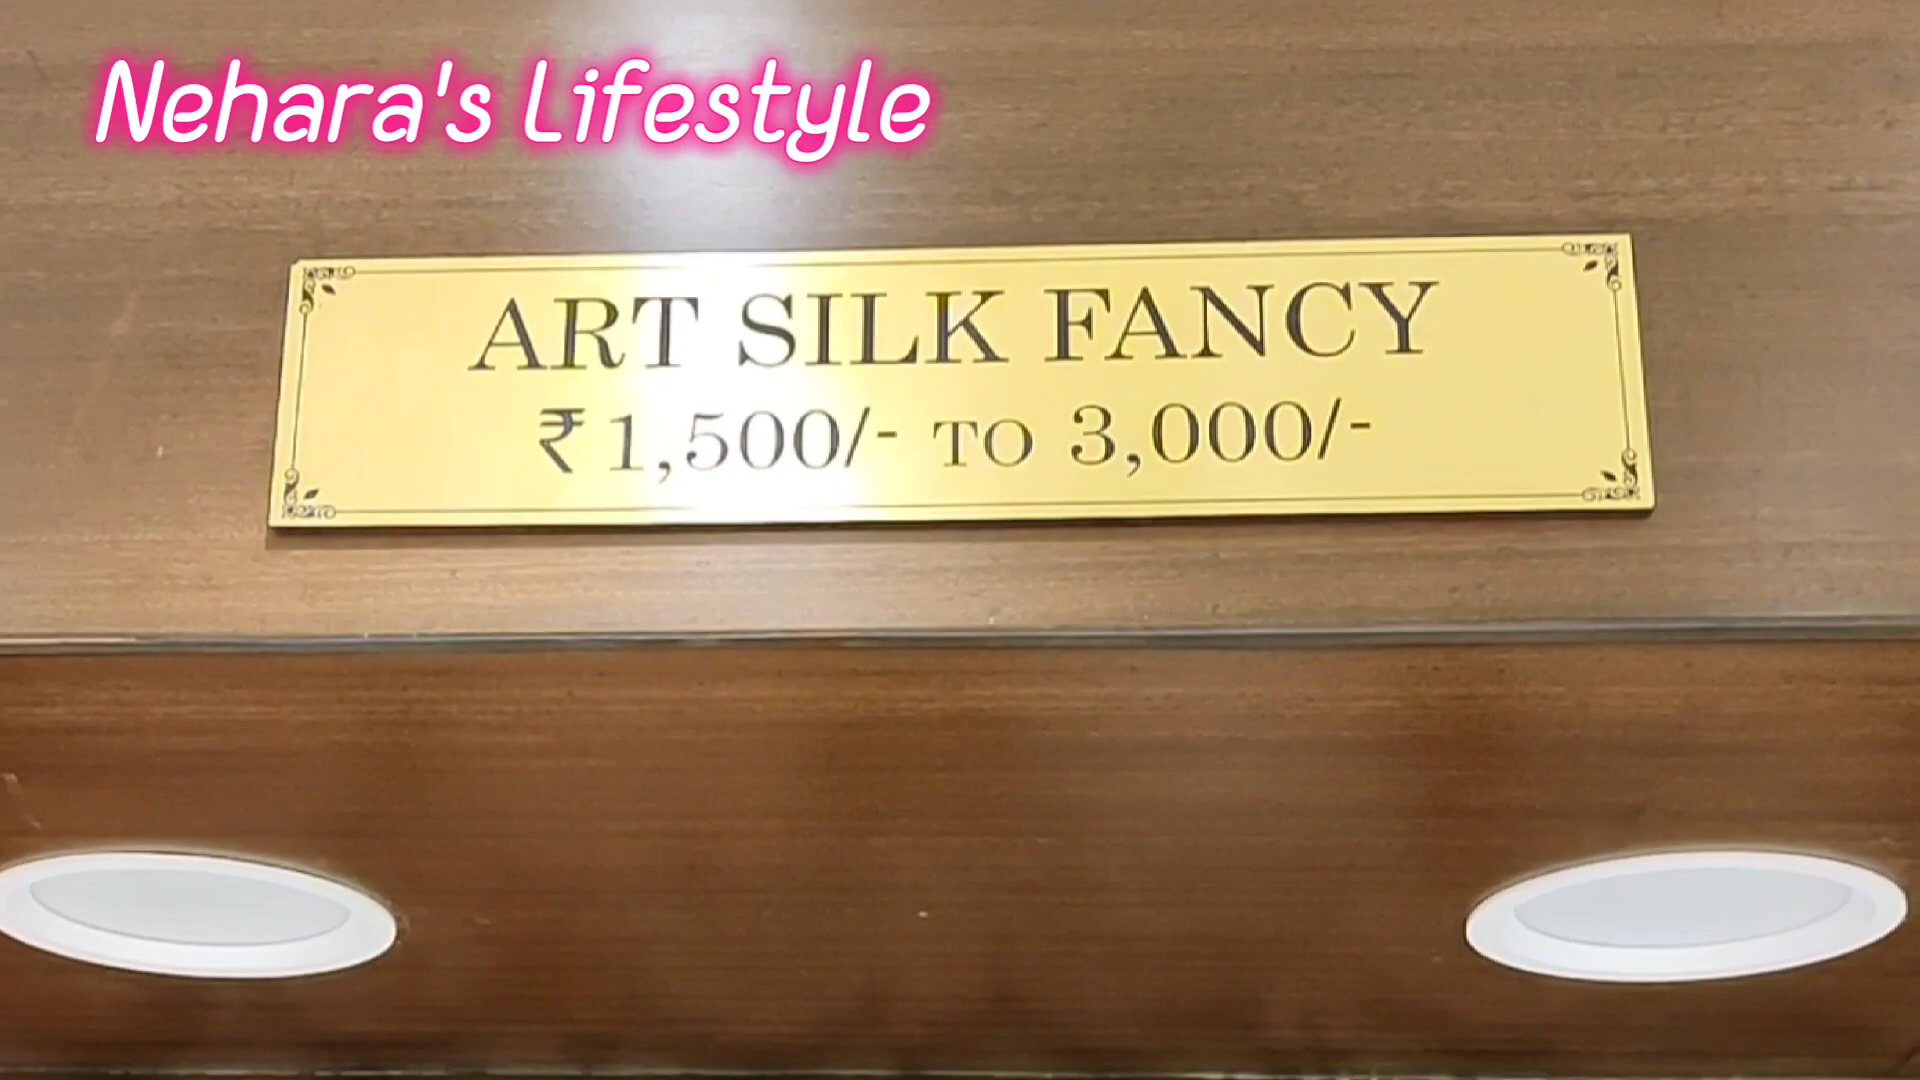 Nehara's Lifestyle
ART SILK FANCY
₹ 1,500/- TO 3,000/-